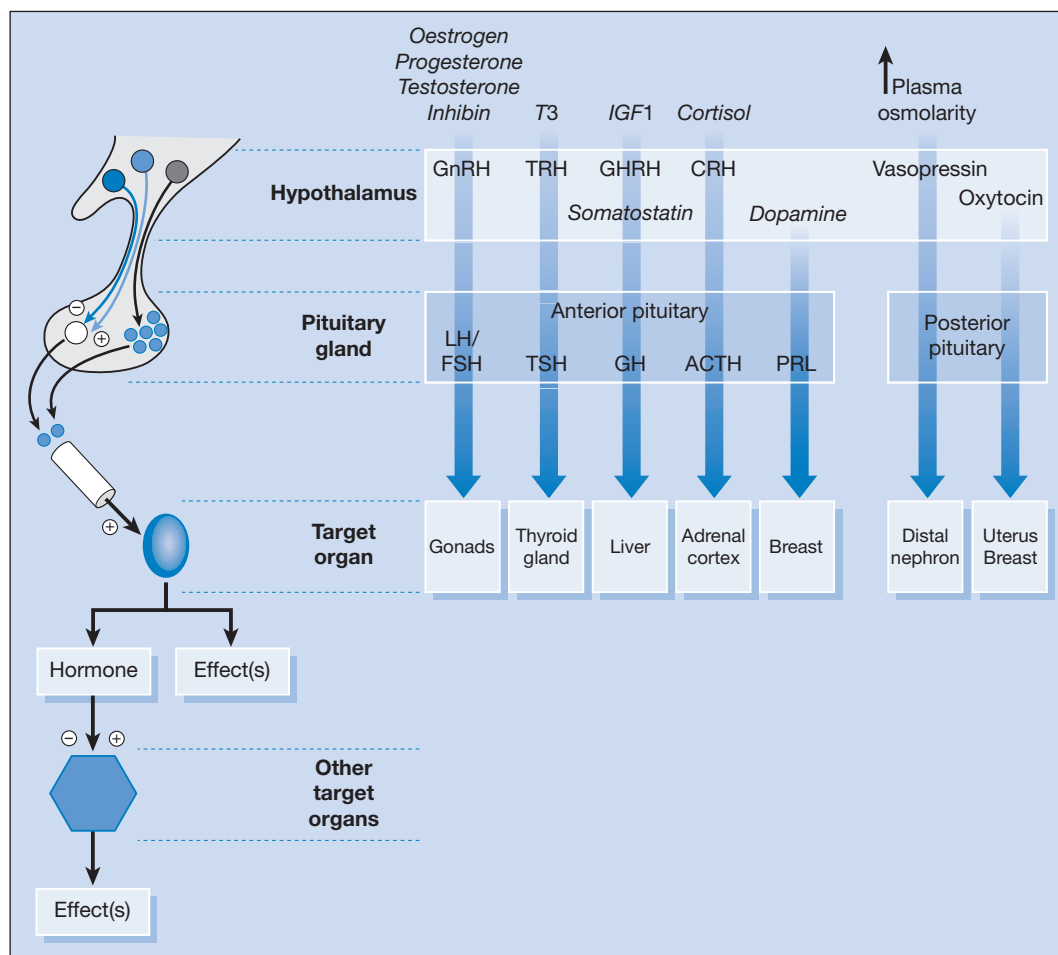 Oestrogen
Progesterone
Testosterone
Inhibin
T3
IGF1
Cortisol
Plasma
osmolarity
Hypothalamus
GnRH
TRH
GHRH
CRH
Vasopressin
Somatostatin
Dopamine
Oxytocin
Pituitary
gland
Anterior pituitary
LH/
FSH
TSH
GH
ACTH
PRL
Posterior
pituitary
−
+
+
Target
organ
Gonads
Thyroid
gland
Liver
Adrenal
cortex
Breast
Distal
nephron
Uterus
Breast
Hormone
Effect(s)
− +
Other
target
organs
Effect(s)